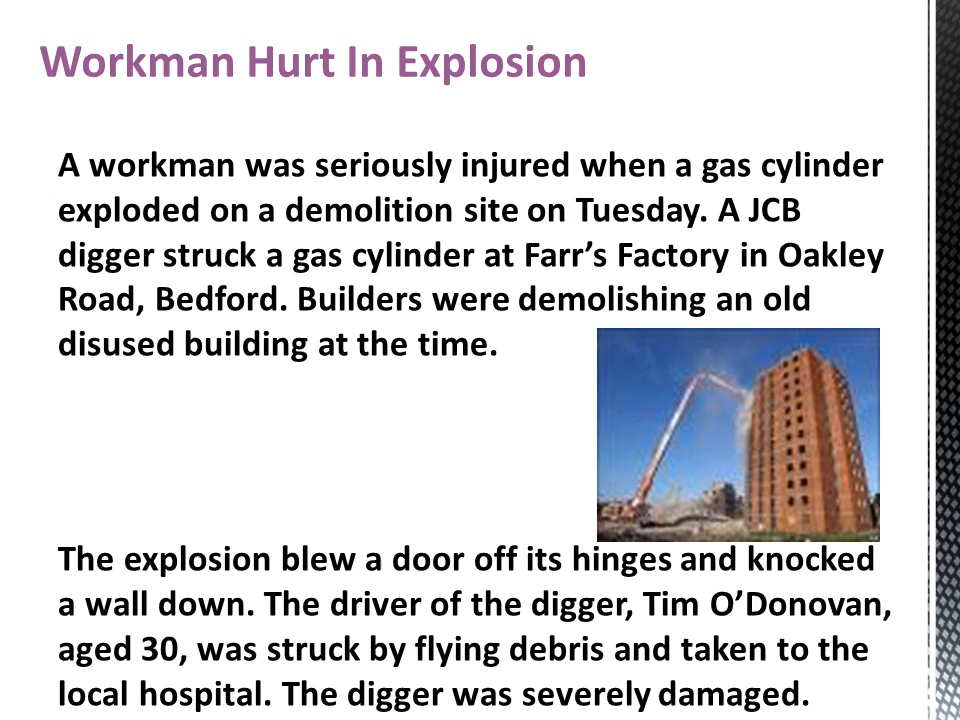 Workman Hurt In Explosion
A workman was seriously injured when a gas cylinder
exploded on a demolition site on Tuesday. A JCB
digger struck a gas cylinder at Farr’s Factory in Oakley
Road, Bedford. Builders were demolishing an old
disused building at the time.
The explosion blew a door off its hinges and knocked
a wall down. The driver of the digger, Tim O’Donovan,
aged 30, was struck by flying debris and taken to the
local hospital. The digger was severely damaged.